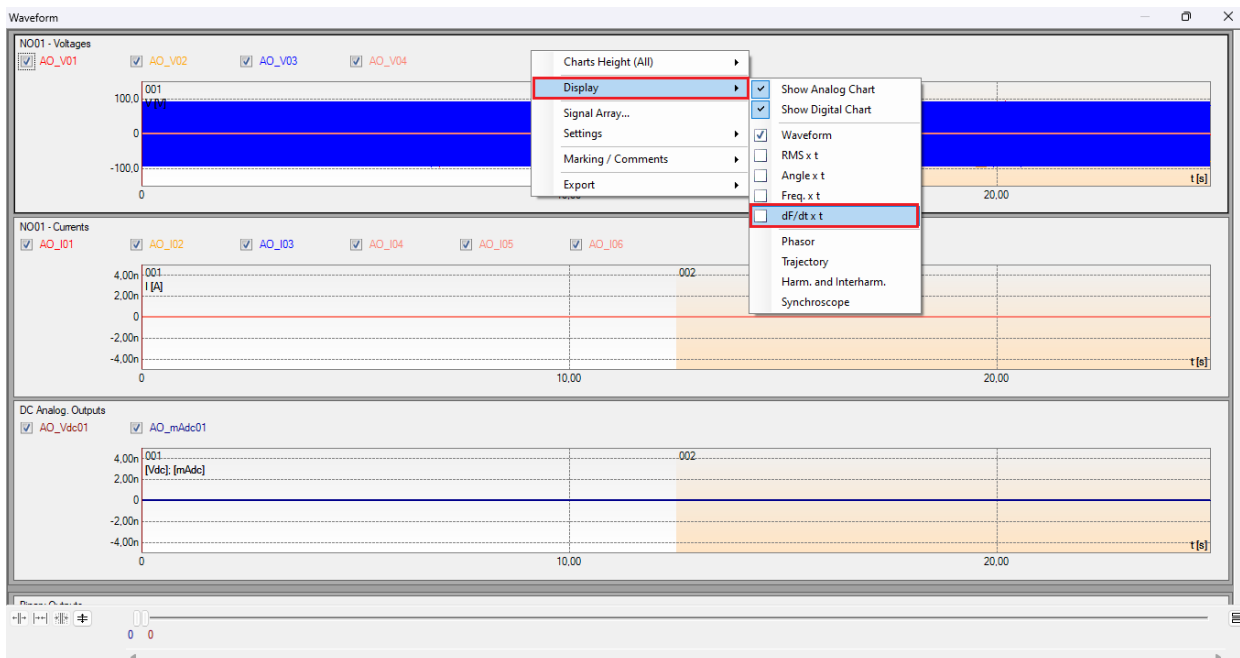 Waveform
NO01 - Voltages
AO_V01 AO_V02 AO_V03 AO_V04
001
100,0
V [V]
0
-100,0
t [s]
0 20,00
Charts Height (All)
Display
Signal Array...
Settings
Marking / Comments
Export
Show Analog Chart
Show Digital Chart
Waveform
RMS x t
Angle x t
Freq. x t
dF/dt x t
Phasor
Trajectory
Harm. and Interharm.
Synchroscope
NO01 - Currents
AO_I01 AO_I02 AO_I03 AO_I04 AO_I05 AO_I06
4,00n 001 002
I [A]
2,00n
0
-2,00n
-4,00n
t [s]
0 10,00 20,00
DC Analog. Outputs
AO_Vdc01 AO_mAdc01
4,00n 001 002
[Vdc]; [mAdc]
2,00n
0
-2,00n
-4,00n
t [s]
0 10,00 20,00
0 0